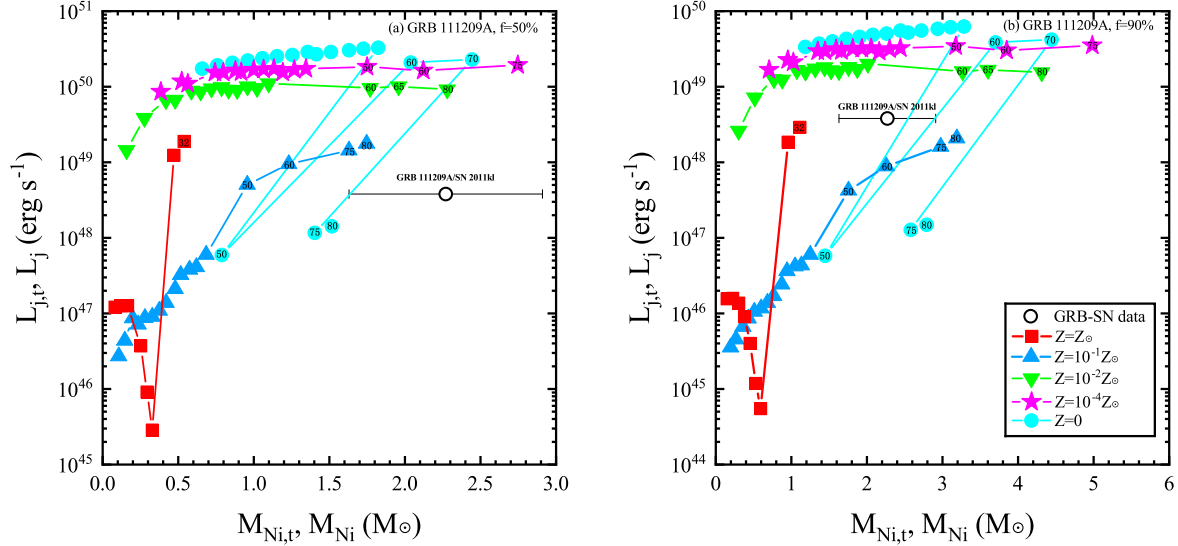 (a) GRB 111209A, f=50%
10^52
10^51
10^50
10^49
10^48
10^47
10^46
10^45
L_j,t, L_j (erg s^-1)
50 60 75
60 70
60 65 80
32
50 60 75 80
GRB 111209A/SN 2011kl
75 80
50
0.0 0.5 1.0 1.5 2.0 2.5 3.0
M_Ni,t, M_Ni (M☉)
(b) GRB 111209A, f=90%
10^50
10^49
10^48
10^47
10^46
10^45
10^44
L_j,t, L_j (erg s^-1)
50 60 70 75
60 65 80
GRB 111209A/SN 2011kl
32
50 60 75 80
75 80
50
GRB-SN data
Z=Z☉
Z=10^-1Z☉
Z=10^-2Z☉
Z=10^-4Z☉
Z=0
0 1 2 3 4 5 6
M_Ni,t, M_Ni (M☉)